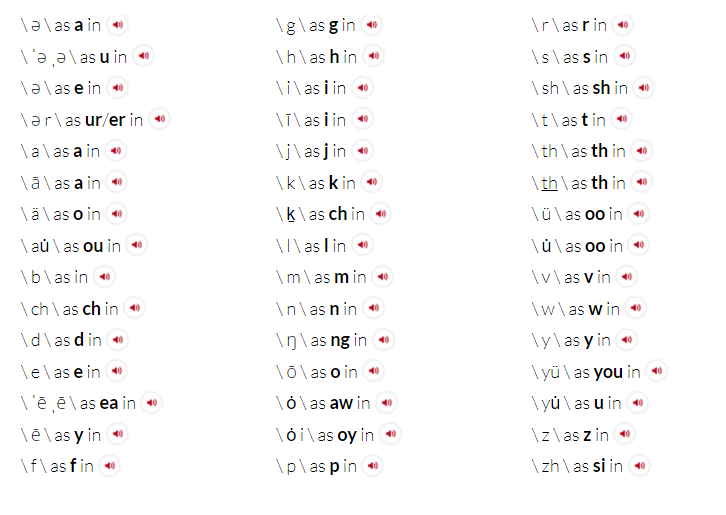 \ə\ as a in
\ˈə ˌə\ as u in
\ə\ as e in
\ər\ as ur/er in
\a\ as a in
\ā\ as a in
\ä\ as o in
\au̇\ as ou in
\b\ as in
\ch\ as ch in
\d\ as d in
\e\ as e in
\ˈē ˌē\ as ea in
\ē\ as y in
\f\ as f in
\g\ as g in
\h\ as h in
\i\ as i in
\ī\ as i in
\j\ as j in
\k\ as k in
\ḵ\ as ch in
\l\ as l in
\m\ as m in
\n\ as n in
\ŋ\ as ng in
\ō\ as o in
\ȯ\ as aw in
\ȯi\ as oy in
\p\ as p in
\r\ as r in
\s\ as s in
\sh\ as sh in
\t\ as t in
\th\ as th in
\th\ as th in
\ü\ as oo in
\u̇\ as oo in
\v\ as v in
\w\ as w in
\y\ as y in
\yü\ as you in
\yu̇\ as u in
\z\ as z in
\zh\ as si in